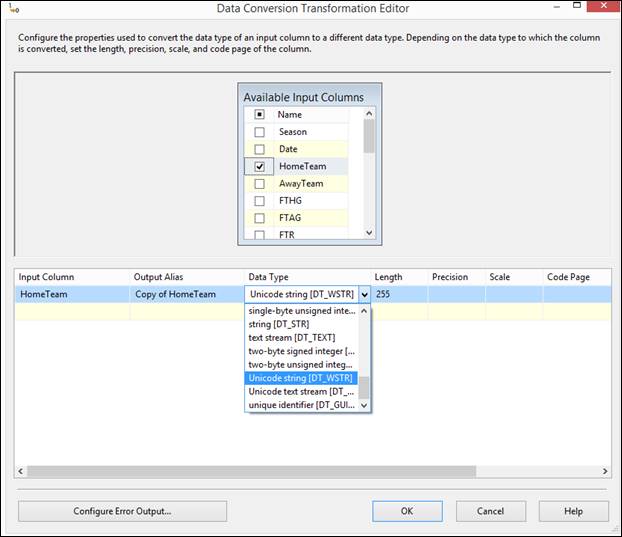 Data Conversion Transformation Editor
Configure the properties used to convert the data type of an input column to a different data type. Depending on the data type to which the column
is converted, set the length, precision, scale, and code page of the column.
Available Input Columns
Name
Season
Date
HomeTeam
AwayTeam
FTHG
FTAG
FTR
Input Column Output Alias Data Type Length Precision Scale Code Page
HomeTeam Copy of HomeTeam Unicode string [DT_WSTR] 255
single-byte unsigned inte...
string [DT_STR]
text stream [DT_TEXT]
two-byte signed integer [...
two-byte unsigned integ...
Unicode string [DT_WSTR]
Unicode text stream [DT_...
unique identifier [DT_GUI...
Configure Error Output... OK Cancel Help